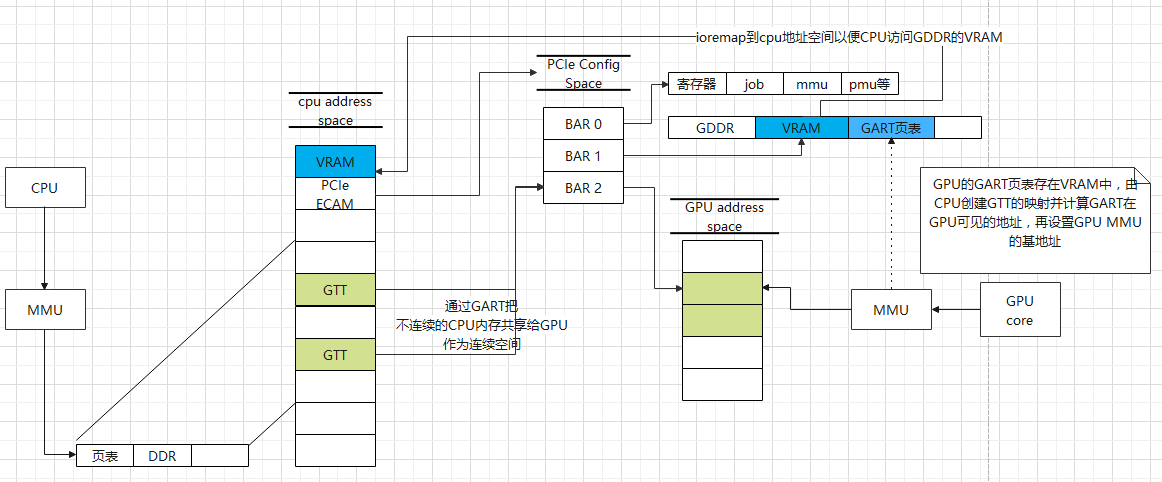 ioremap到cpu地址空间以便CPU访问GDDR的VRAM
PCIe Config
Space
寄存器
job
mmu
pmu等
cpu address
space
BAR 0
GDDR
VRAM
GART页表
VRAM
BAR 1
CPU
PCIe
ECAM
BAR 2
GPU的GART页表存在VRAM中，由
CPU创建GTT的映射并计算GART在
GPU可见的地址，再设置GPU MMU
的基地址
GPU address
space
GTT
MMU
通过GART把
不连续的CPU内存共享给GPU
作为连续空间
MMU
GPU
core
GTT
页表
DDR